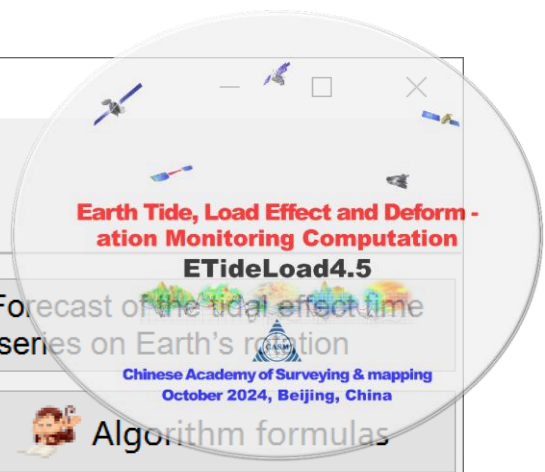 Earth Tide, Load Effect and Deform -
ation Monitoring Computation
ETideLoad4.5
Forecast of the tidal effect time
series on Earth's rotation
CASM
Chinese Academy of Surveying & mapping
October 2024, Beijing, China
Algorithm formulas